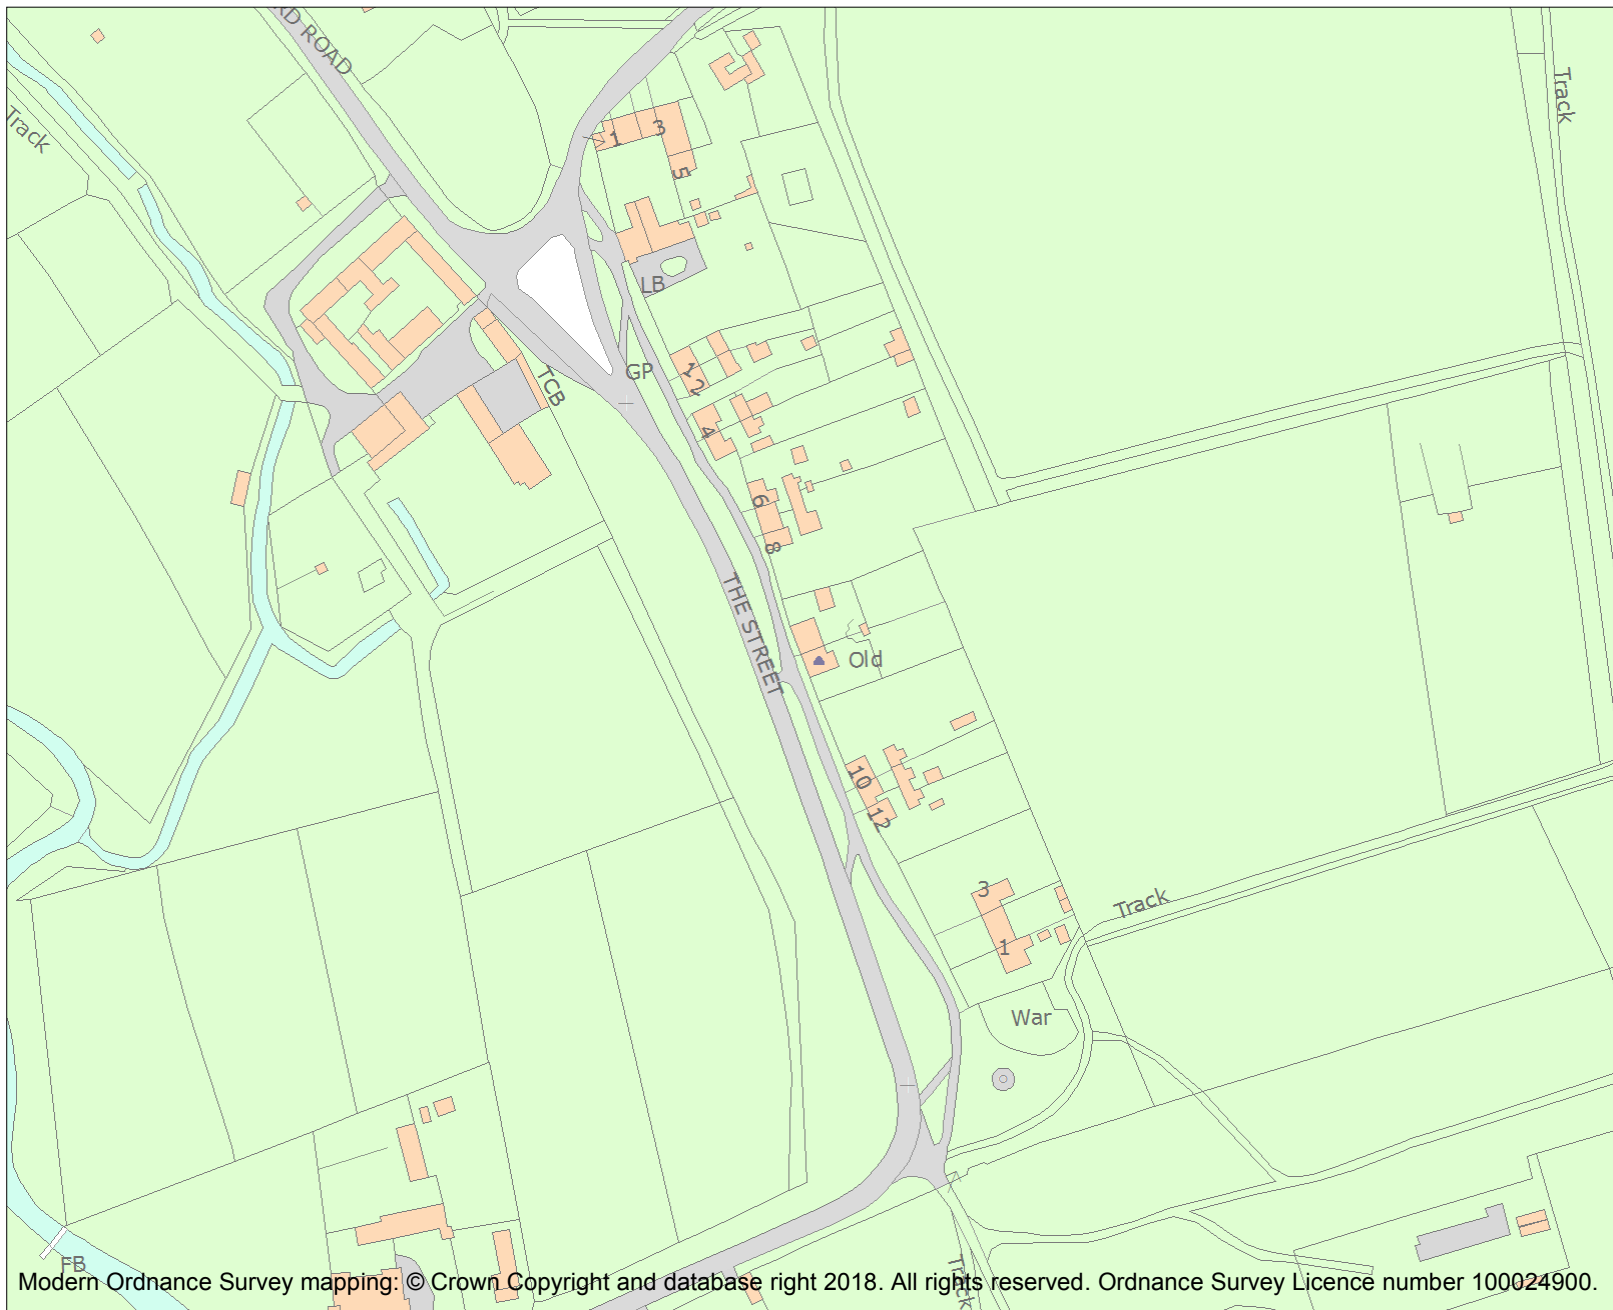 RD ROAD
Track
Track
1
3
5
LB
GP
TCB
1
2
4
6
8
THE STREET
Old
10
12
3
1
Track
War
FB
Track
Modern Ordnance Survey mapping: © Crown Copyright and database right 2018. All rights reserved. Ordnance Survey Licence number 100024900.